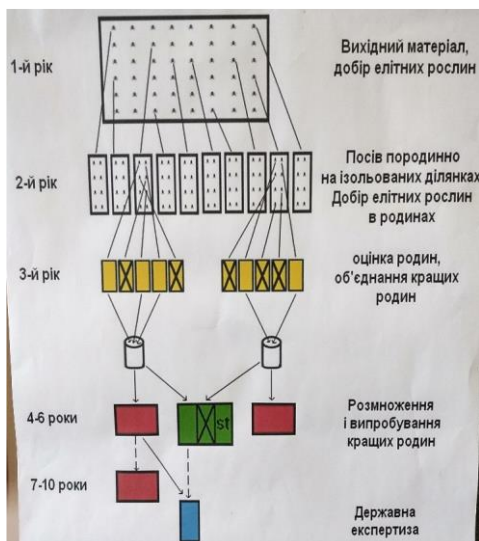 1-й рік
Вихідний матеріал,
добір елітних рослин
2-й рік
Посів породинно
на ізольованих ділянках
Добір елітних рослин
в родинах
3-й рік
оцінка родин,
об'єднання кращих
родин
4-6 роки
st
Розмноження
і випробування
кращих родин
7-10 роки
Державна
експертиза